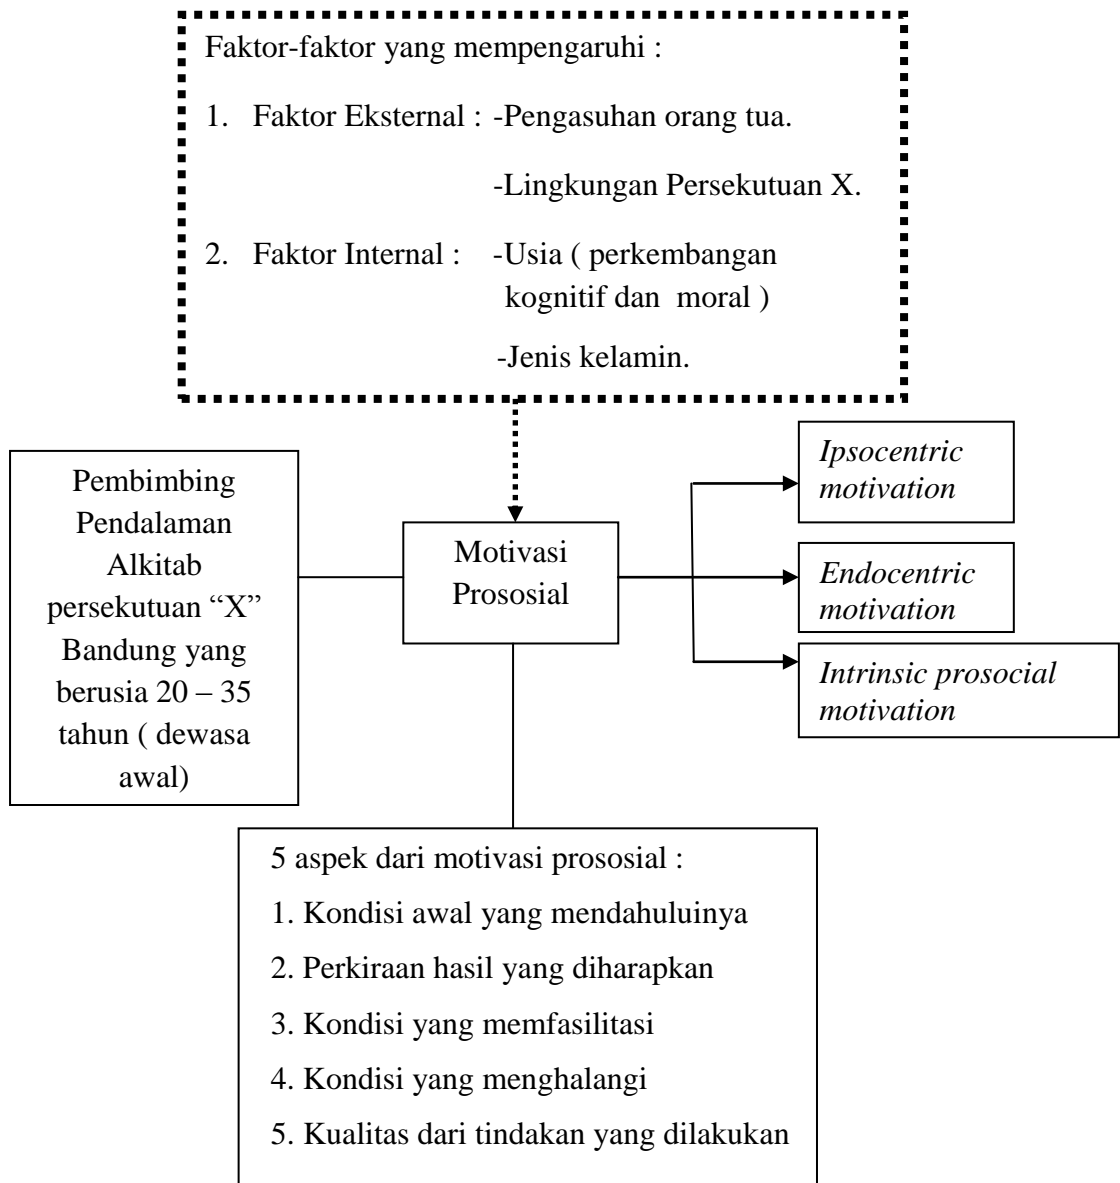 Faktor-faktor yang mempengaruhi :
1. Faktor Eksternal : -Pengasuhan orang tua.
-Lingkungan Persekutuan X.
2. Faktor Internal : -Usia ( perkembangan
kognitif dan moral )
-Jenis kelamin.
Pembimbing
Pendalaman
Alkitab
persekutuan “X”
Bandung yang
berusia 20 – 35
tahun ( dewasa
awal)
Motivasi
Prososial
Ipsocentric
motivation
Endocentric
motivation
Intrinsic prosocial
motivation
5 aspek dari motivasi prososial :
1. Kondisi awal yang mendahuluinya
2. Perkiraan hasil yang diharapkan
3. Kondisi yang memfasilitasi
4. Kondisi yang menghalangi
5. Kualitas dari tindakan yang dilakukan